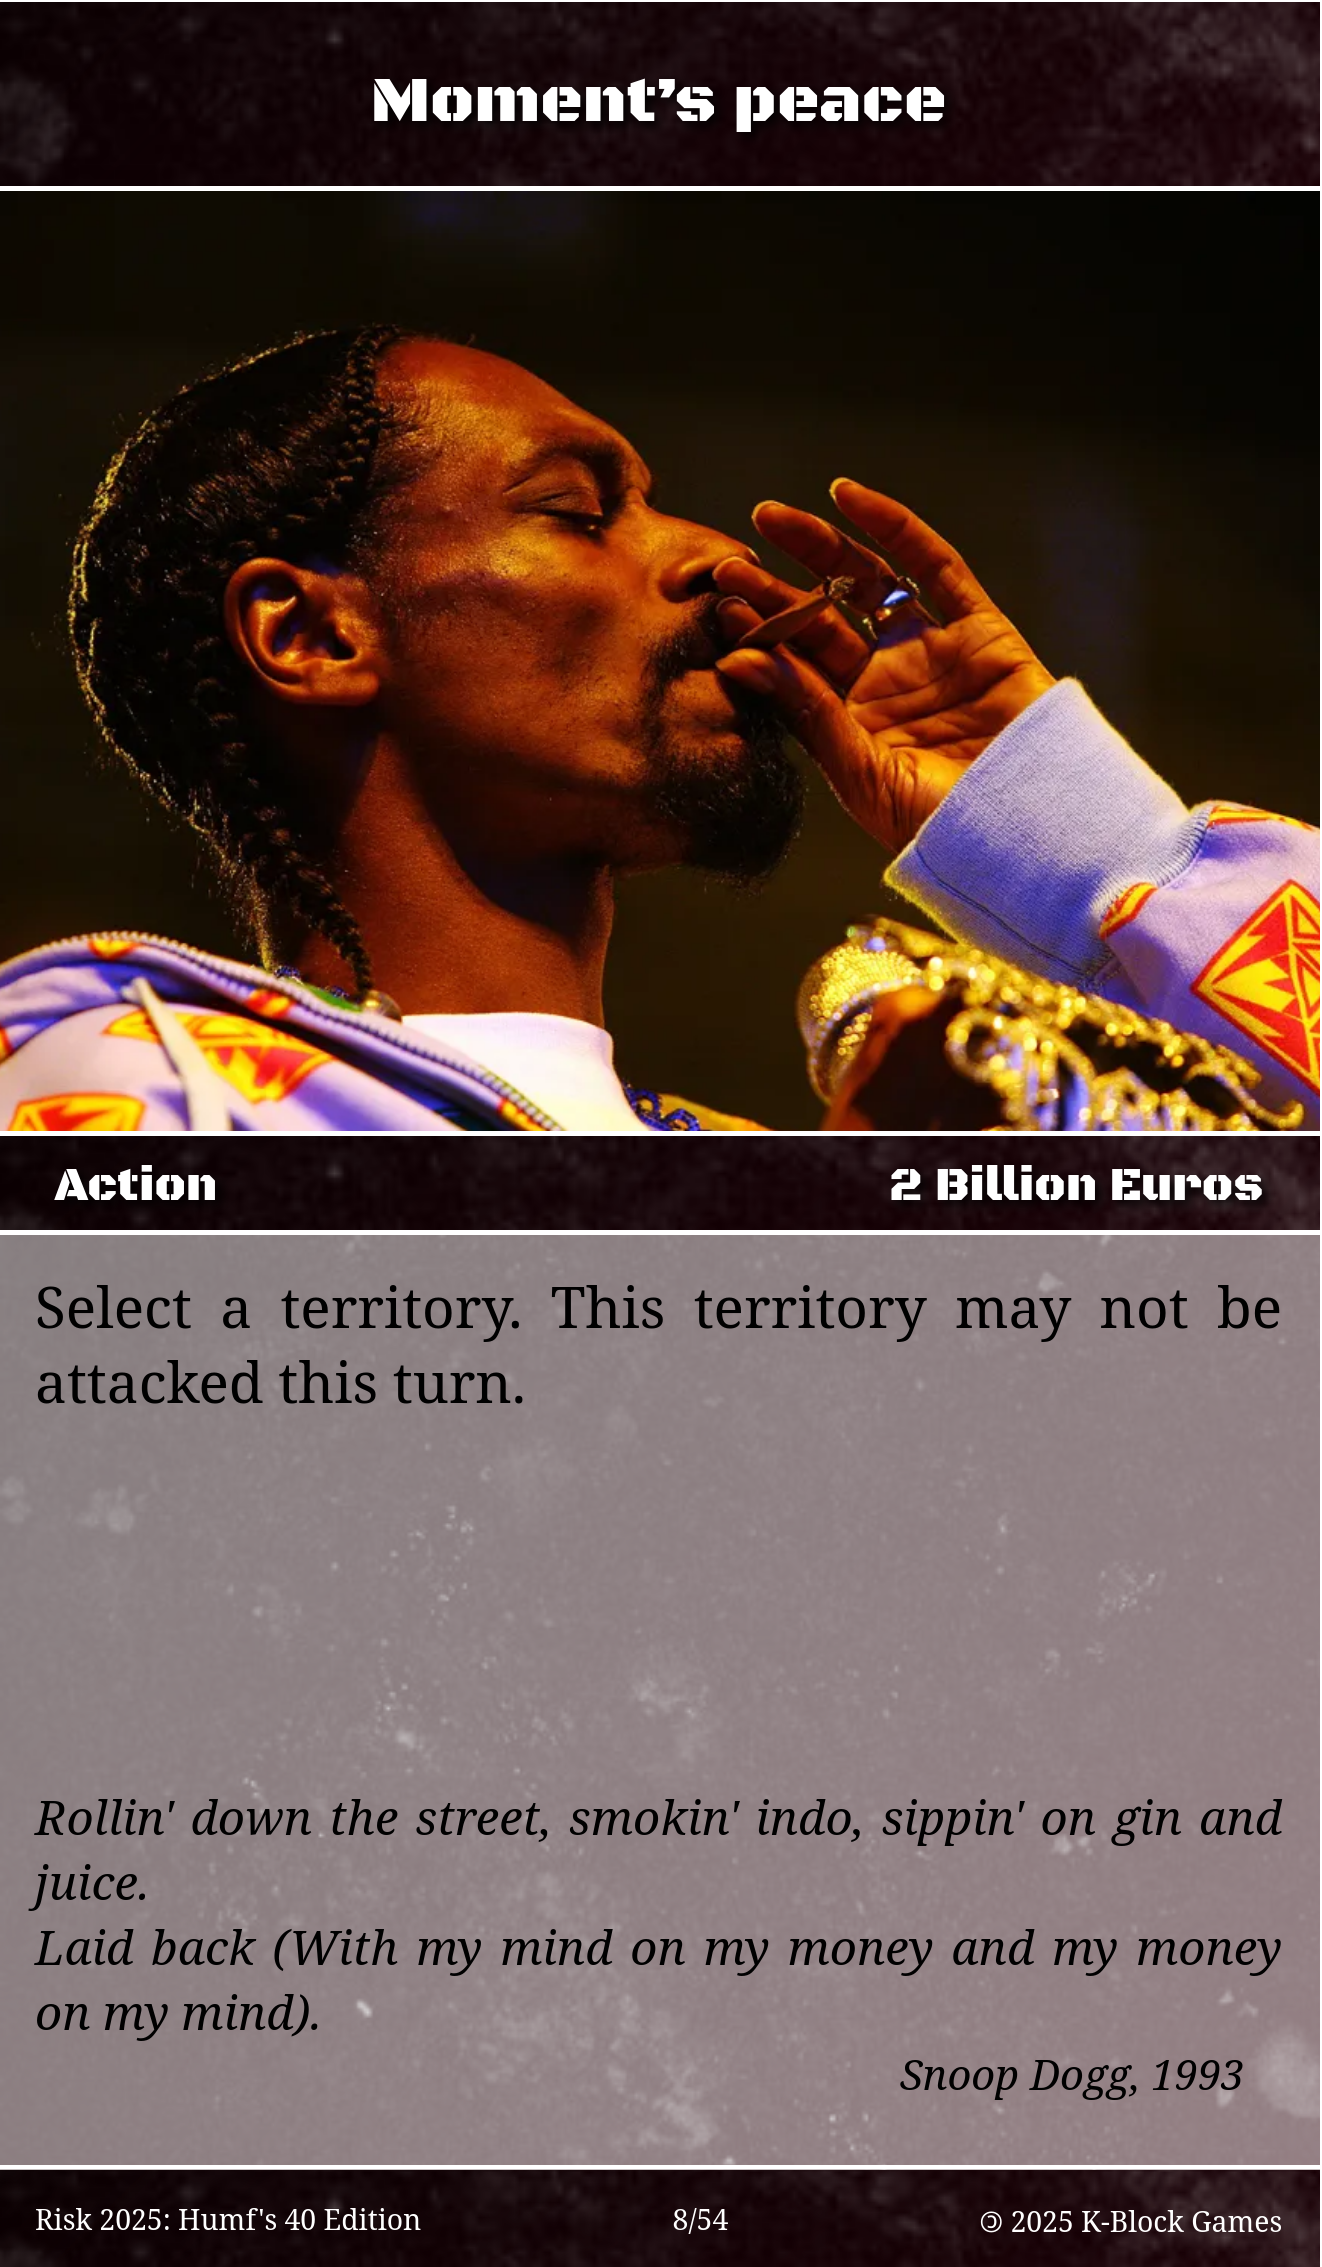 Moment’s peace
Action
2 Billion Euros
Select a territory. This territory may not be
attacked this turn.
Rollin' down the street, smokin' indo, sippin' on gin and
juice.
Laid back (With my mind on my money and my money
on my mind).
Snoop Dogg, 1993
Risk 2025: Humf's 40 Edition
8/54
🄯 2025 K-Block Games